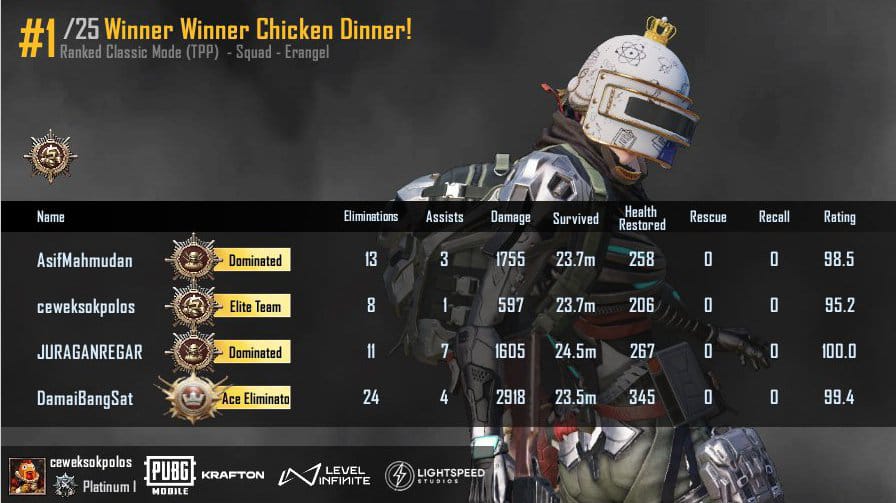 #1 /25 Winner Winner Chicken Dinner!
Ranked Classic Mode (TPP) - Squad - Erangel
Name Eliminations Assists Damage Survived Health Restored Rescue Recall Rating
AsifMahmudan Dominated 13 3 1755 23.7m 258 0 0 98.5
ceweksokpolos Elite Team 8 1 597 23.7m 206 0 0 95.2
JURAGANREGAR Dominated 11 7 1605 24.5m 267 0 0 100.0
DamaiBangSat Ace Eliminato 24 4 2918 23.5m 345 0 0 99.4
ceweksokpolos
Platinum I
PUBG MOBILE
KRAFTON
LEVEL INFINITE
LIGHTSPEED STUDIOS